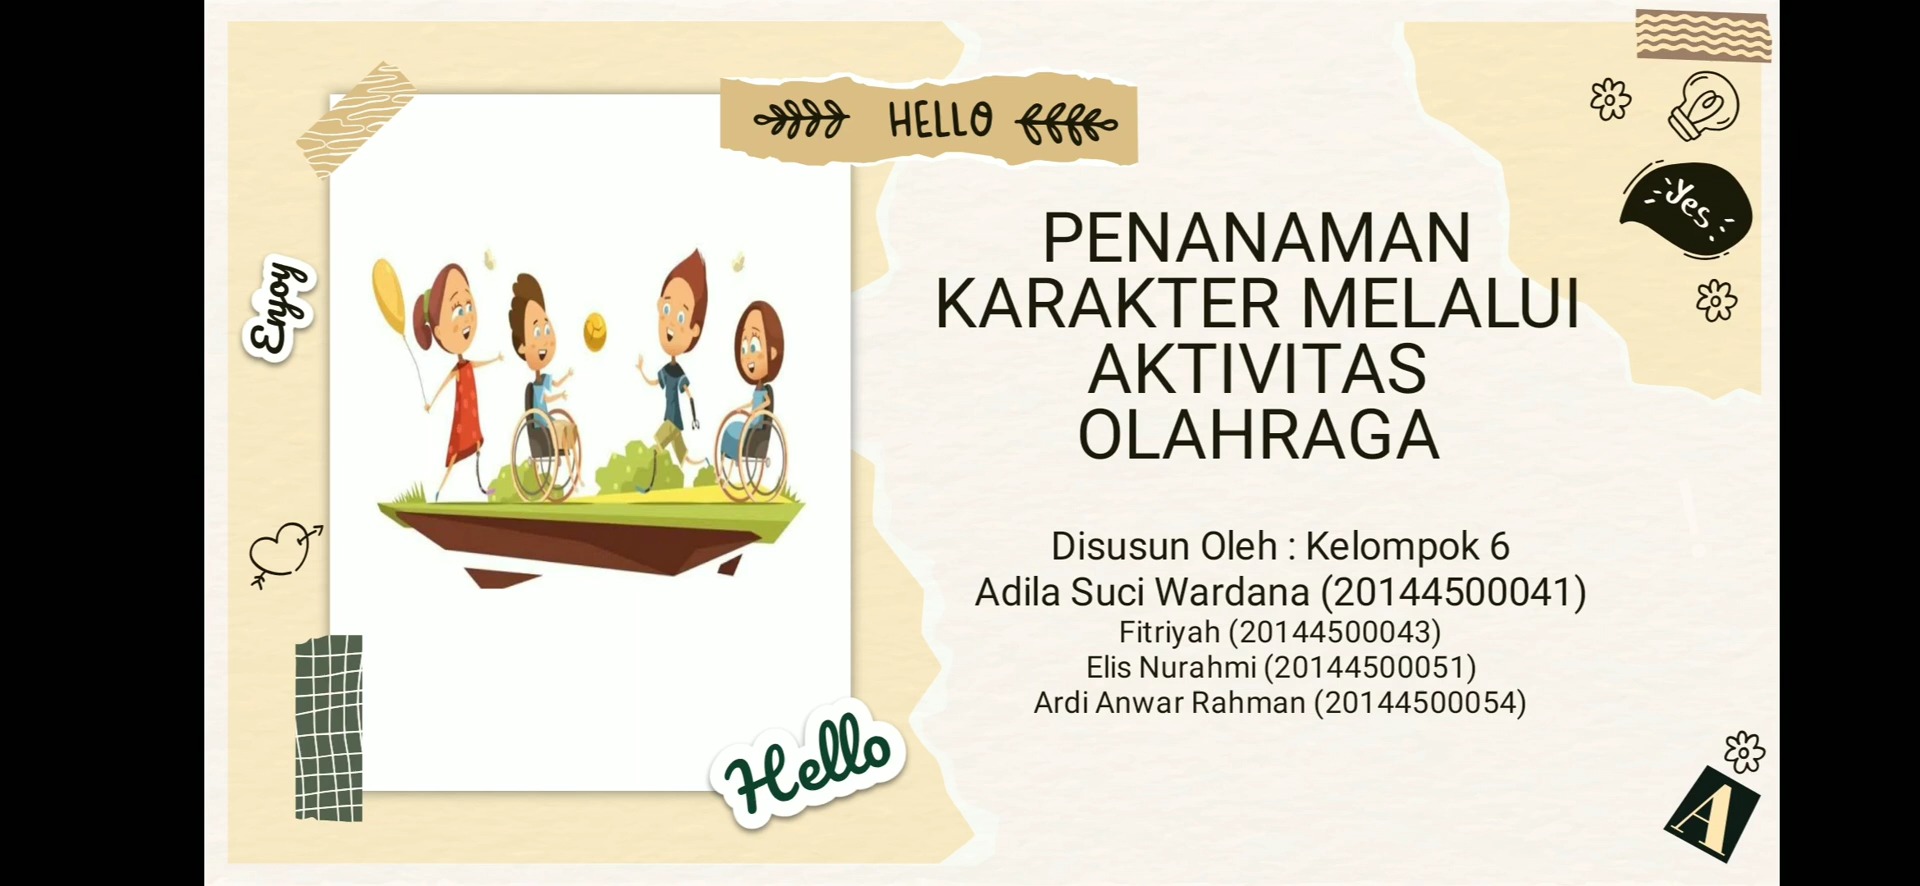 HELLO
Yes
Enjoy
PENANAMAN
KARAKTER MELALUI
AKTIVITAS
OLAHRAGA
Disusun Oleh : Kelompok 6
Adila Suci Wardana (20144500041)
Fitriyah (20144500043)
Elis Nurahmi (20144500051)
Ardi Anwar Rahman (20144500054)
Hello
A